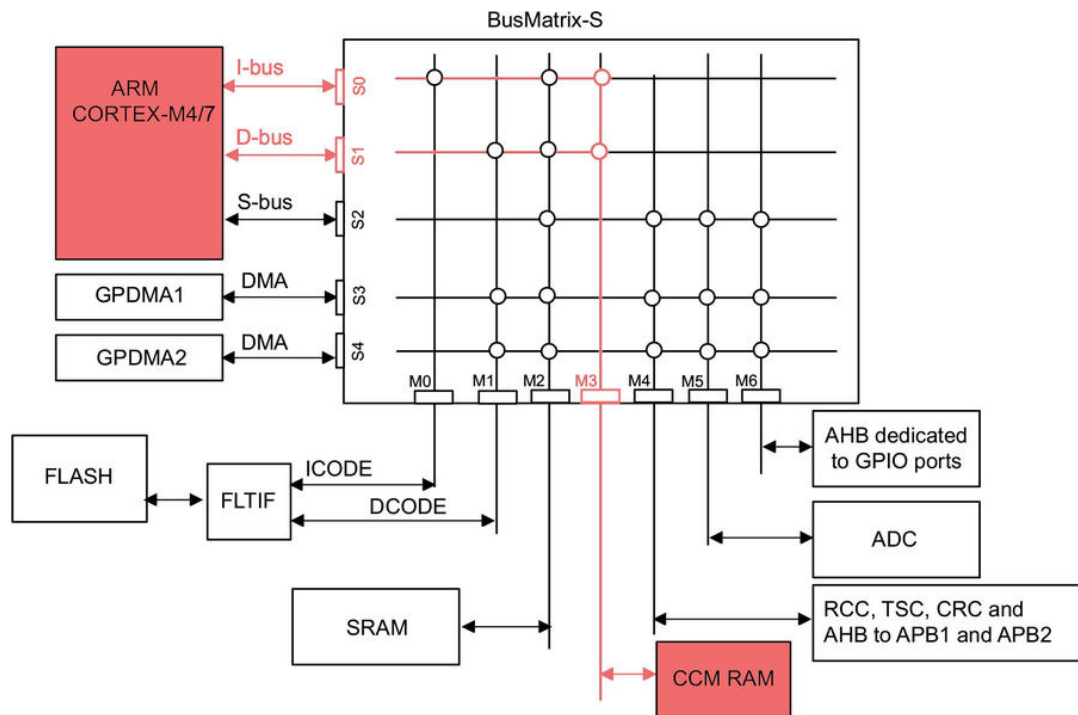 BusMatrix-S
ARM
CORTEX-M4/7
I-bus
S0
D-bus
S1
S-bus
S2
GPDMA1
DMA
S3
GPDMA2
DMA
S4
M0
M1
M2
M3
M4
M5
M6
AHB dedicated
to GPIO ports
FLASH
FLTIF
ICODE
DCODE
ADC
SRAM
RCC, TSC, CRC and
AHB to APB1 and APB2
CCM RAM